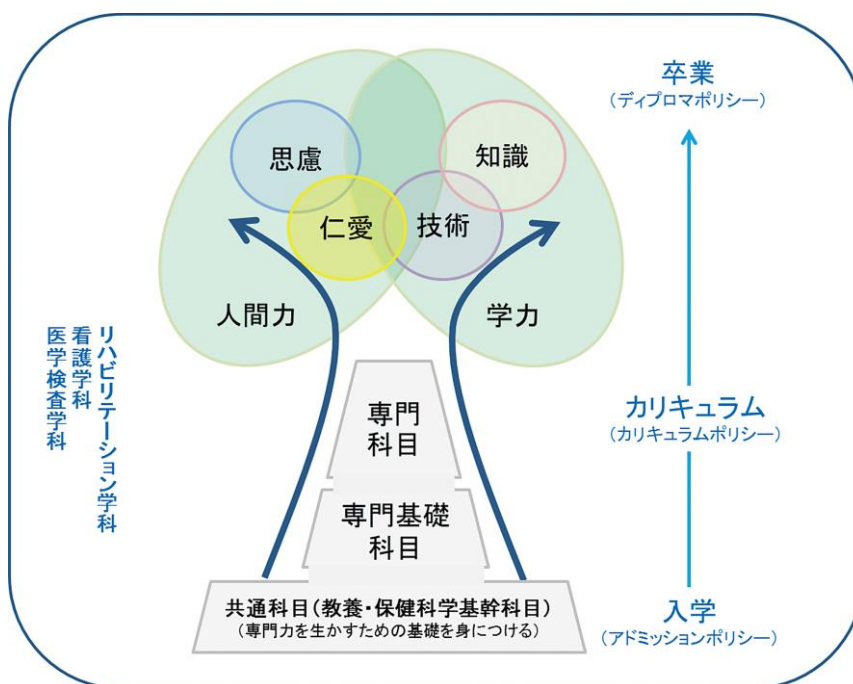 卒業
（ディプロマポリシー）
思慮
知識
仁愛
技術
人間力
学力
リハビリテーション学科
看護学科
医学検査学科
専門
科目
カリキュラム
（カリキュラムポリシー）
専門基礎
科目
共通科目（教養・保健科学基幹科目）
（専門力を生かすための基礎を身につける）
入学
（アドミッションポリシー）